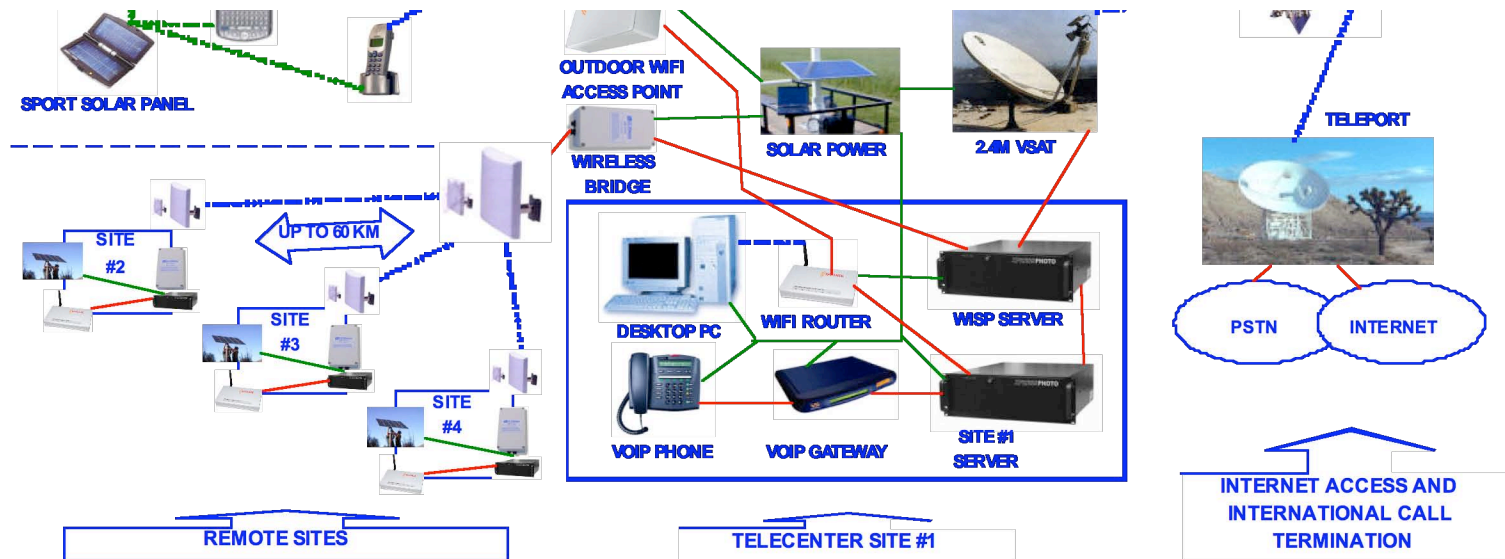 SPORT SOLAR PANEL
OUTDOOR WIFI
ACCESS POINT
WIRELESS
BRIDGE
SOLAR POWER
2.4M VSAT
TELEPORT
UP TO 60 KM
SITE
#2
SITE
#3
SITE
#4
DESKTOP PC
WIFI ROUTER
WISP SERVER
VOIP PHONE
VOIP GATEWAY
SITE #1
SERVER
PSTN
INTERNET
REMOTE SITES
TELECENTER SITE #1
INTERNET ACCESS AND
INTERNATIONAL CALL
TERMINATION